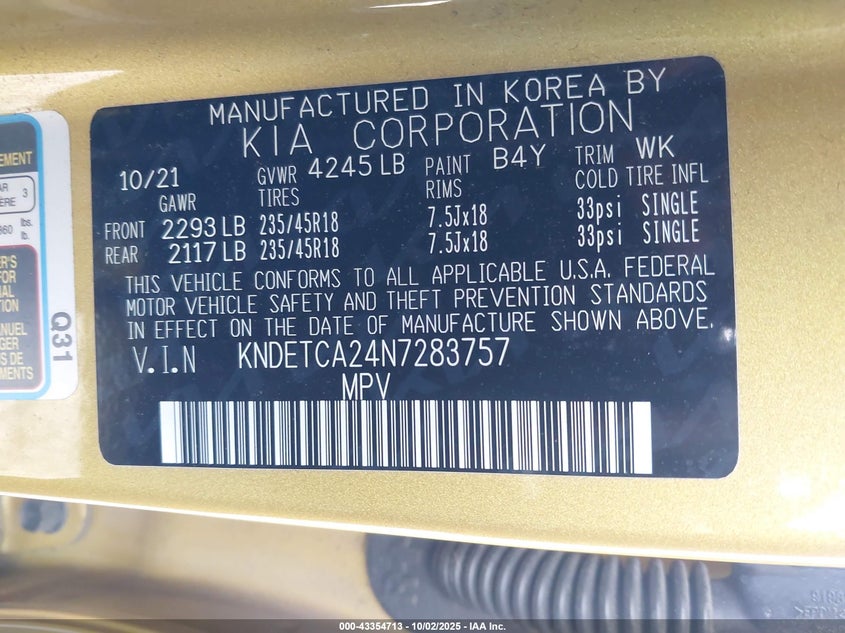 MANUFACTURED IN KOREA BY
KIA CORPORATION
10/21 GVWR 4245 LB PAINT B4Y TRIM WK
GAWR TIRES RIMS COLD TIRE INFL
FRONT 2293 LB 235/45R18 7.5Jx18 33psi SINGLE
REAR 2117 LB 235/45R18 7.5Jx18 33psi SINGLE
THIS VEHICLE CONFORMS TO ALL APPLICABLE U.S.A. FEDERAL
MOTOR VEHICLE SAFETY AND THEFT PREVENTION STANDARDS
IN EFFECT ON THE DATE OF MANUFACTURE SHOWN ABOVE.
V.I.N KNDETCA24N7283757
MPV
3
lbs.
Q31
000-43354713 - 10/02/2025 - IAA Inc.